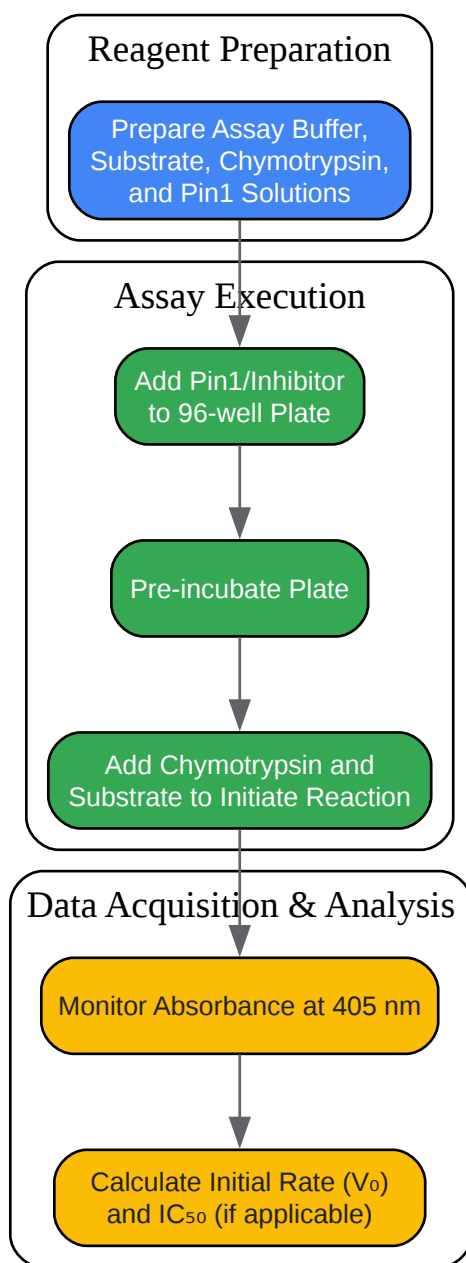 Reagent Preparation
Prepare Assay Buffer,
Substrate, Chymotrypsin,
and Pin1 Solutions
Assay Execution
Add Pin1/Inhibitor
to 96-well Plate
Pre-incubate Plate
Add Chymotrypsin and
Substrate to Initiate Reaction
Data Acquisition & Analysis
Monitor Absorbance at 405 nm
Calculate Initial Rate (V₀)
and IC₅₀ (if applicable)